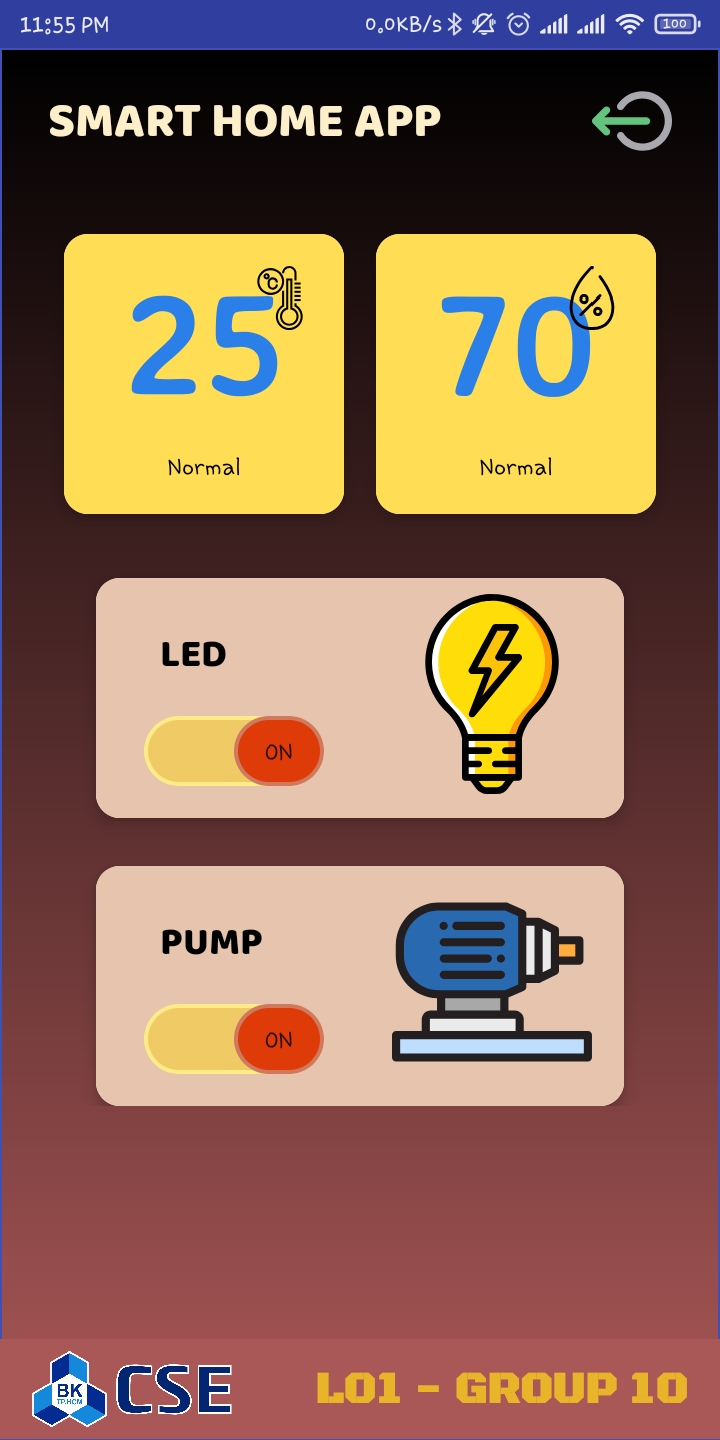 11:55 PM 0.0KB/s 100
SMART HOME APP
25 °C
70 %
Normal
Normal
LED
ON
PUMP
ON
BK
TP.HCM
CSE
L01 - GROUP 10